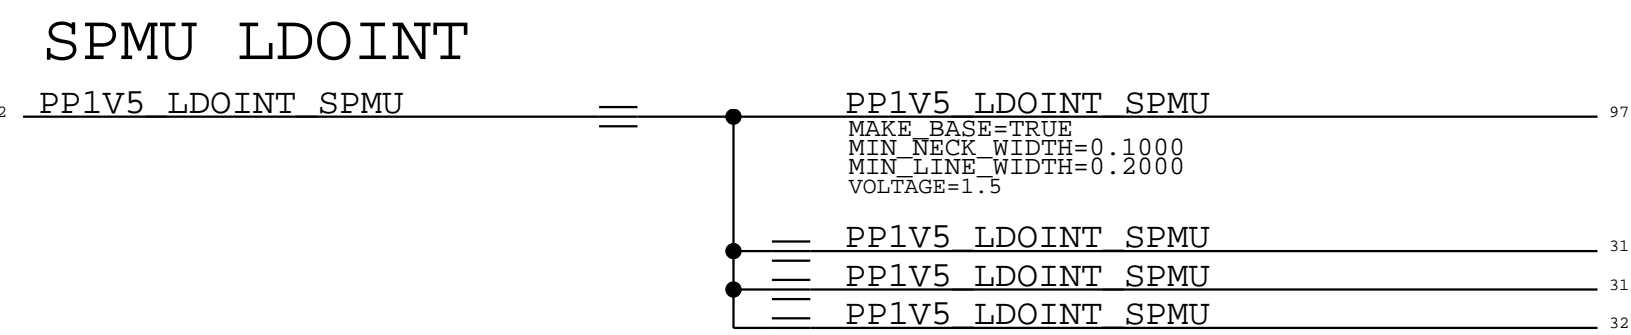 SPMU LDOINT
2 PP1V5_LDOINT_SPMU PP1V5_LDOINT_SPMU 97
MAKE_BASE=TRUE
MIN_NECK_WIDTH=0.1000
MIN_LINE_WIDTH=0.2000
VOLTAGE=1.5
PP1V5_LDOINT_SPMU 31
PP1V5_LDOINT_SPMU 31
PP1V5_LDOINT_SPMU 32